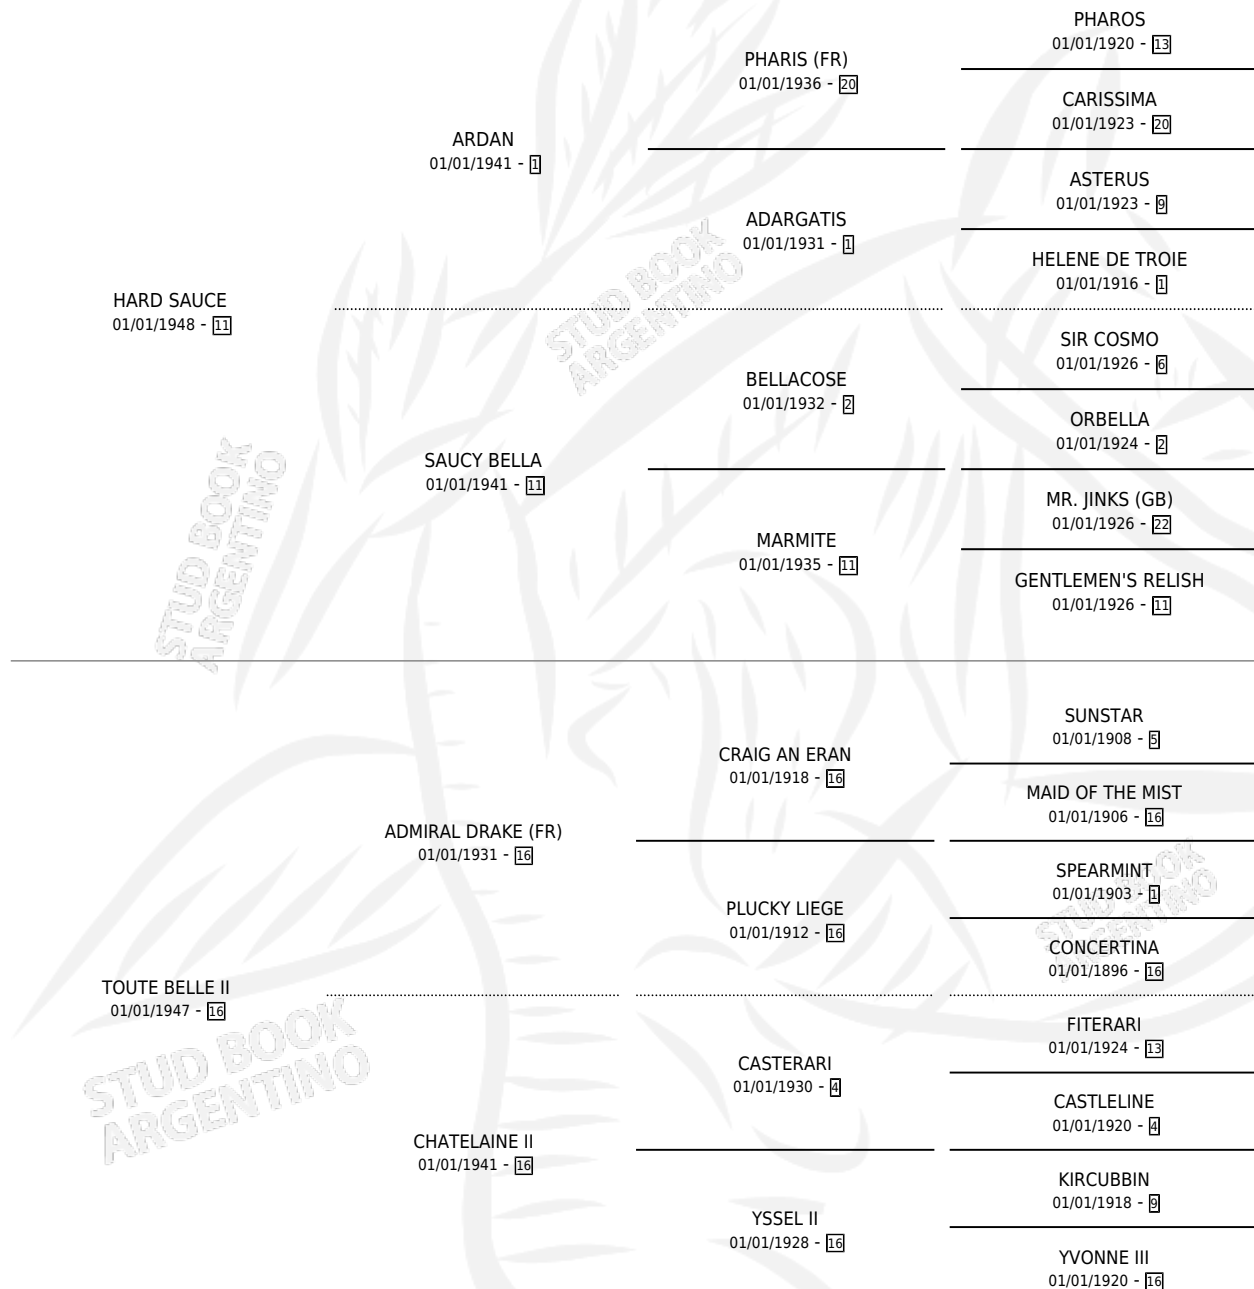 PHAROS
01/01/1920 - 13
PHARIS (FR)
01/01/1936 - 20
CARISSIMA
01/01/1923 - 20
ARDAN
01/01/1941 - 1
ASTERUS
01/01/1923 - 9
ADARGATIS
01/01/1931 - 1
HELENE DE TROIE
01/01/1916 - 1
HARD SAUCE
01/01/1948 - 11
STUD BOOK
ARGENTINO
SIR COSMO
01/01/1926 - 6
BELLACOSE
01/01/1932 - 2
ORBELLA
01/01/1924 - 2
SAUCY BELLA
01/01/1941 - 11
MR. JINKS (GB)
01/01/1926 - 22
MARMITE
01/01/1935 - 11
GENTLEMEN'S RELISH
01/01/1926 - 11
STUD BOOK
ARGENTINO
SUNSTAR
01/01/1908 - 5
CRAIG AN ERAN
01/01/1918 - 16
MAID OF THE MIST
01/01/1906 - 16
ADMIRAL DRAKE (FR)
01/01/1931 - 16
SPEARMINT
01/01/1903 - 1
PLUCKY LIEGE
01/01/1912 - 16
CONCERTINA
01/01/1896 - 16
STUD BOOK
ARGENTINO
TOUTE BELLE II
01/01/1947 - 16
FITERARI
01/01/1924 - 13
CASTERARI
01/01/1930 - 4
CASTLELINE
01/01/1920 - 4
STUD BOOK
ARGENTINO
CHATELAINE II
01/01/1941 - 16
KIRCUBBIN
01/01/1918 - 9
YSSEL II
01/01/1928 - 16
YVONNE III
01/01/1920 - 16